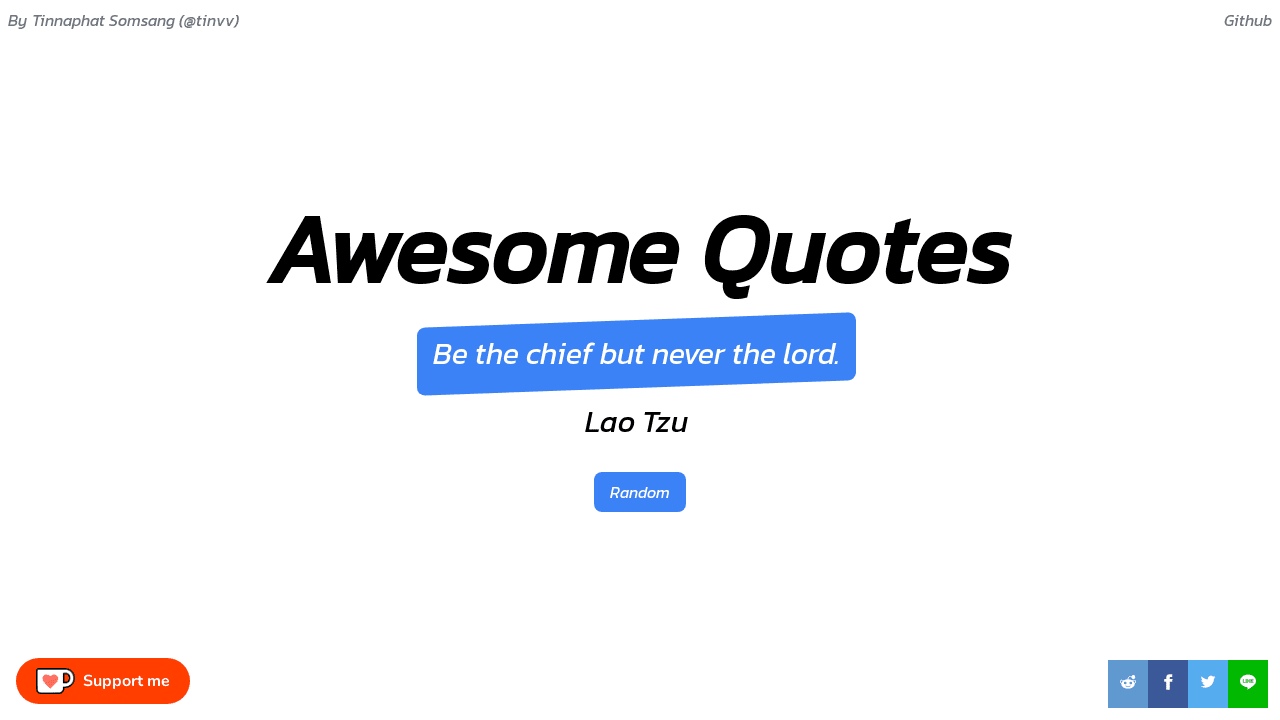 By Tinnaphat Somsang (@tinvv)
Github
Awesome Quotes
Be the chief but never the lord.
Lao Tzu
Random
Support me
LINE